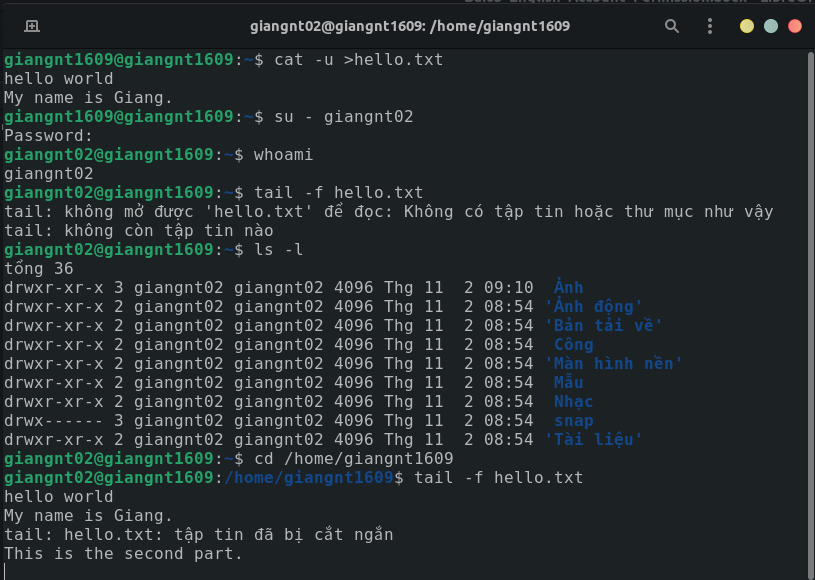 giangnt02@giangnt1609: /home/giangnt1609
giangnt1609@giangnt1609:~$ cat -u >hello.txt
hello world
My name is Giang.
giangnt1609@giangnt1609:~$ su - giangnt02
Password:
giangnt02@giangnt1609:~$ whoami
giangnt02
giangnt02@giangnt1609:~$ tail -f hello.txt
tail: không mở được 'hello.txt' để đọc: Không có tập tin hoặc thư mục như vậy
tail: không còn tập tin nào
giangnt02@giangnt1609:~$ ls -l
tổng 36
drwxr-xr-x 3 giangnt02 giangnt02 4096 Thg 11  2 09:10  Ảnh
drwxr-xr-x 2 giangnt02 giangnt02 4096 Thg 11  2 08:54 'Ảnh động'
drwxr-xr-x 2 giangnt02 giangnt02 4096 Thg 11  2 08:54 'Bản tải về'
drwxr-xr-x 2 giangnt02 giangnt02 4096 Thg 11  2 08:54  Công
drwxr-xr-x 2 giangnt02 giangnt02 4096 Thg 11  2 08:54 'Màn hình nền'
drwxr-xr-x 2 giangnt02 giangnt02 4096 Thg 11  2 08:54  Mẫu
drwxr-xr-x 2 giangnt02 giangnt02 4096 Thg 11  2 08:54  Nhạc
drwx------ 3 giangnt02 giangnt02 4096 Thg 11  2 08:54  snap
drwxr-xr-x 2 giangnt02 giangnt02 4096 Thg 11  2 08:54 'Tài liệu'
giangnt02@giangnt1609:~$ cd /home/giangnt1609
giangnt02@giangnt1609:/home/giangnt1609$ tail -f hello.txt
hello world
My name is Giang.
tail: hello.txt: tập tin đã bị cắt ngắn
This is the second part.